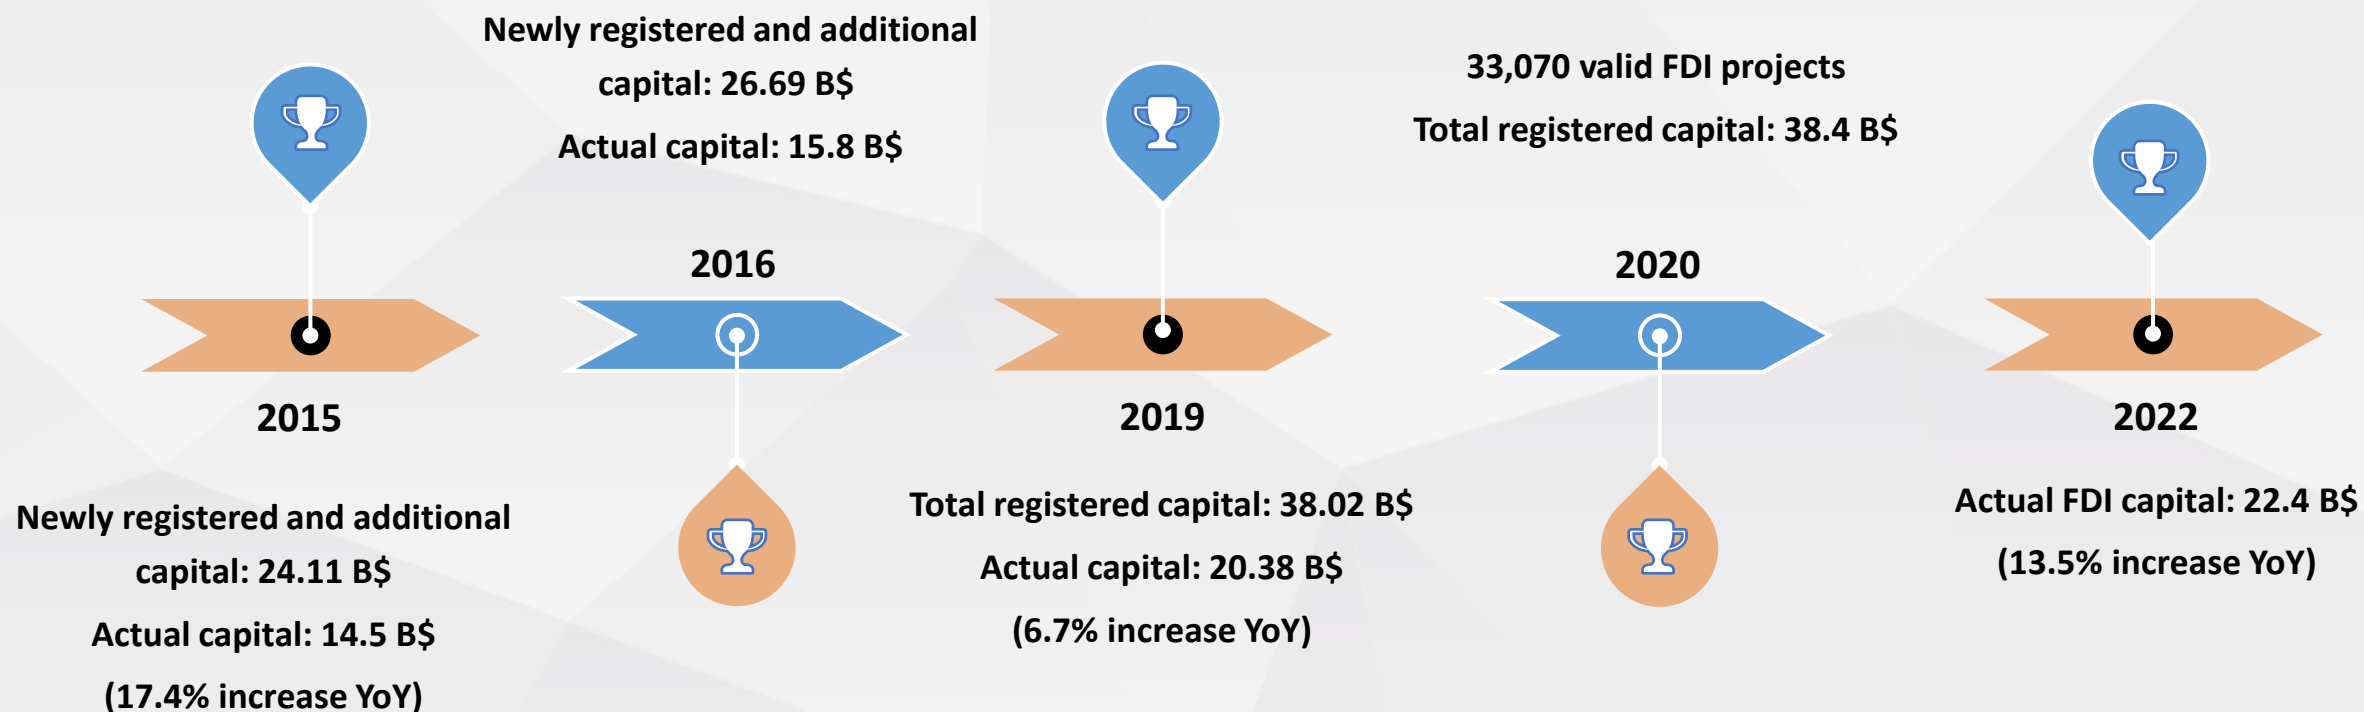 2015
Newly registered and additional
capital: 24.11 B$
Actual capital: 14.5 B$
(17.4% increase YoY)
Newly registered and additional
capital: 26.69 B$
Actual capital: 15.8 B$
2016
2019
Total registered capital: 38.02 B$
Actual capital: 20.38 B$
(6.7% increase YoY)
33,070 valid FDI projects
Total registered capital: 38.4 B$
2020
2022
Actual FDI capital: 22.4 B$
(13.5% increase YoY)